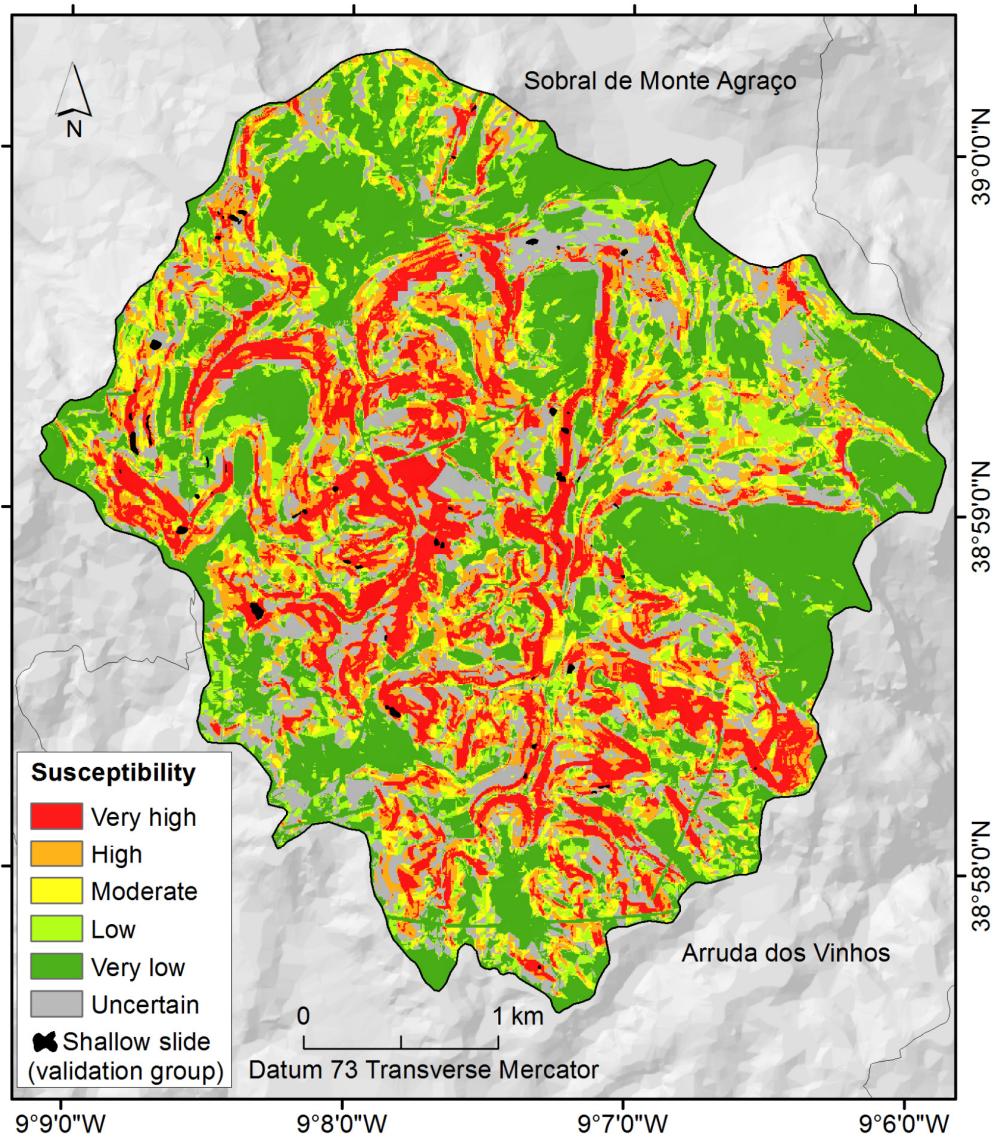 Sobral de Monte Agraço
N
39°0'0"N
38°59'0"N
38°58'0"N
Susceptibility
Very high
High
Moderate
Low
Very low
Uncertain
Shallow slide
(validation group)
Arruda dos Vinhos
0 1 km
Datum 73 Transverse Mercator
9°9'0"W 9°8'0"W 9°7'0"W 9°6'0"W